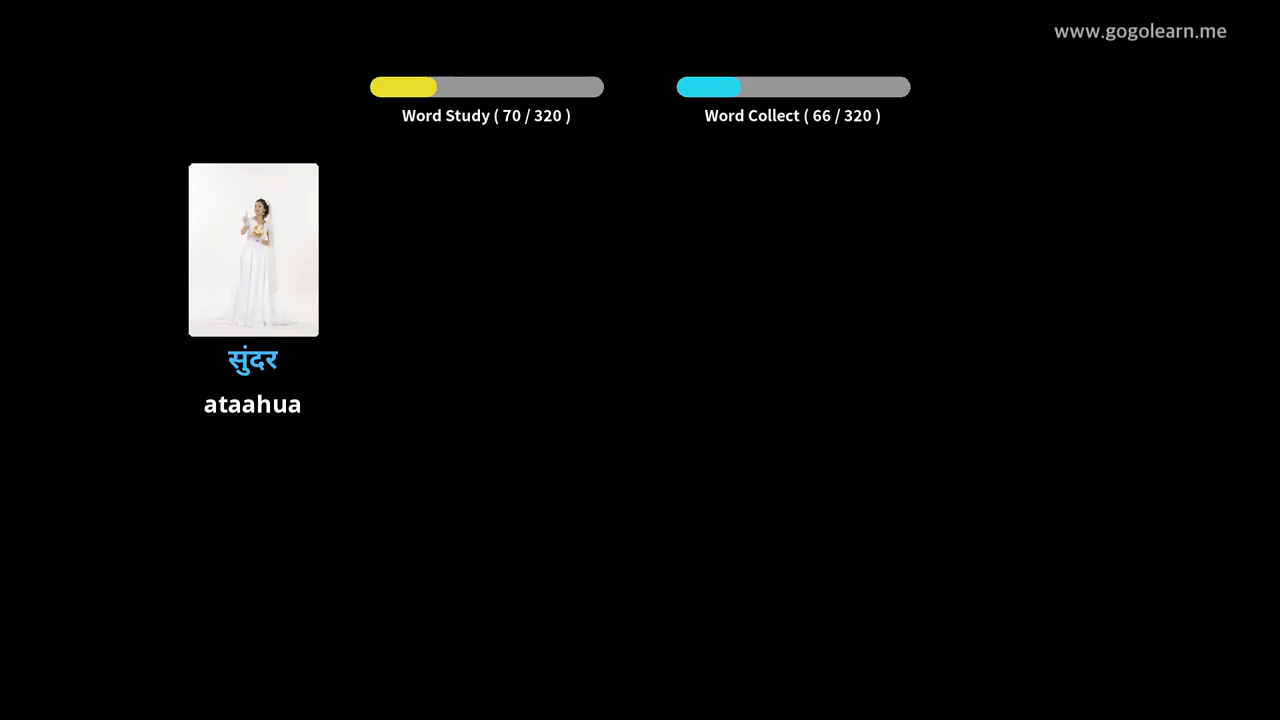 www.gogolearn.me
Word Study ( 70 / 320 )
Word Collect ( 66 / 320 )
सुंदर
ataahua